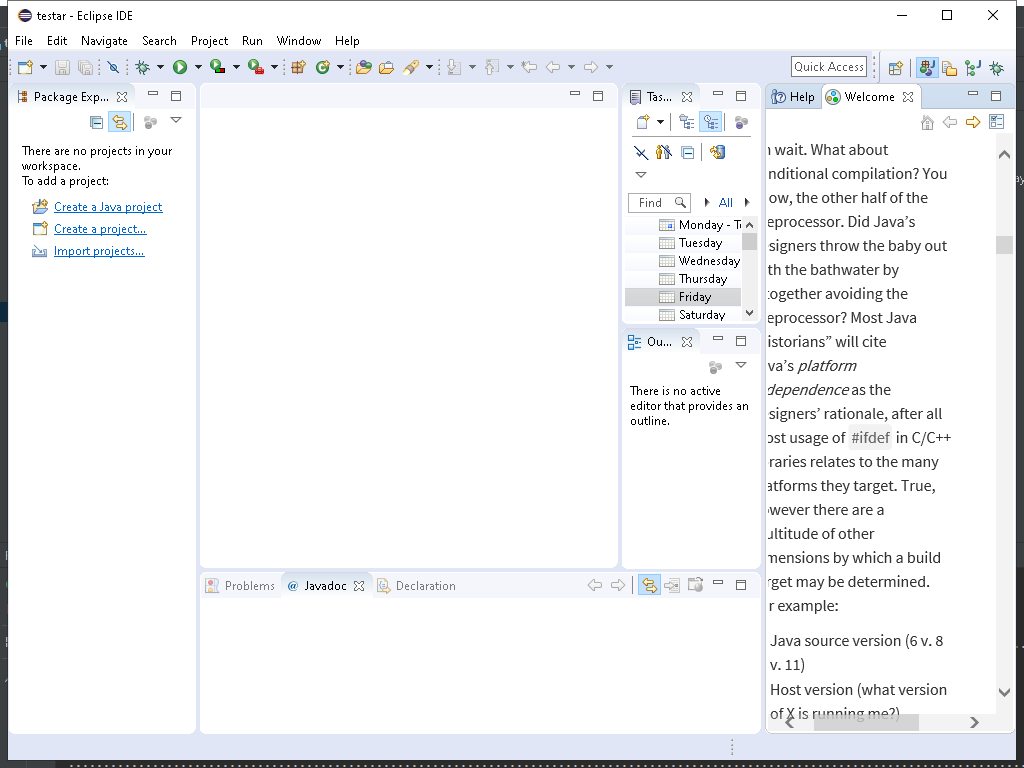 testar - Eclipse IDE
File Edit Navigate Search Project Run Window Help
Quick Access
Package Exp...
There are no projects in your
workspace.
To add a project:
Create a Java project
Create a project...
Import projects...
Tas...
Find
All
Monday - T
Tuesday
Wednesday
Thursday
Friday
Saturday
Ou...
There is no active
editor that provides an
outline.
Problems @ Javadoc Declaration
Help Welcome
wait. What about
nditional compilation? You
ow, the other half of the
eprocessor. Did Java’s
signers throw the baby out
th the bathwater by
together avoiding the
eprocessor? Most Java
istorians” will cite
va’s platform
dependence as the
signers’ rationale, after all
ost usage of #ifdef in C/C++
raries relates to the many
atforms they target. True,
wever there are a
ultitude of other
mensions by which a build
rget may be determined.
r example:
Java source version (6 v. 8
v. 11)
Host version (what version
of X is running me?)